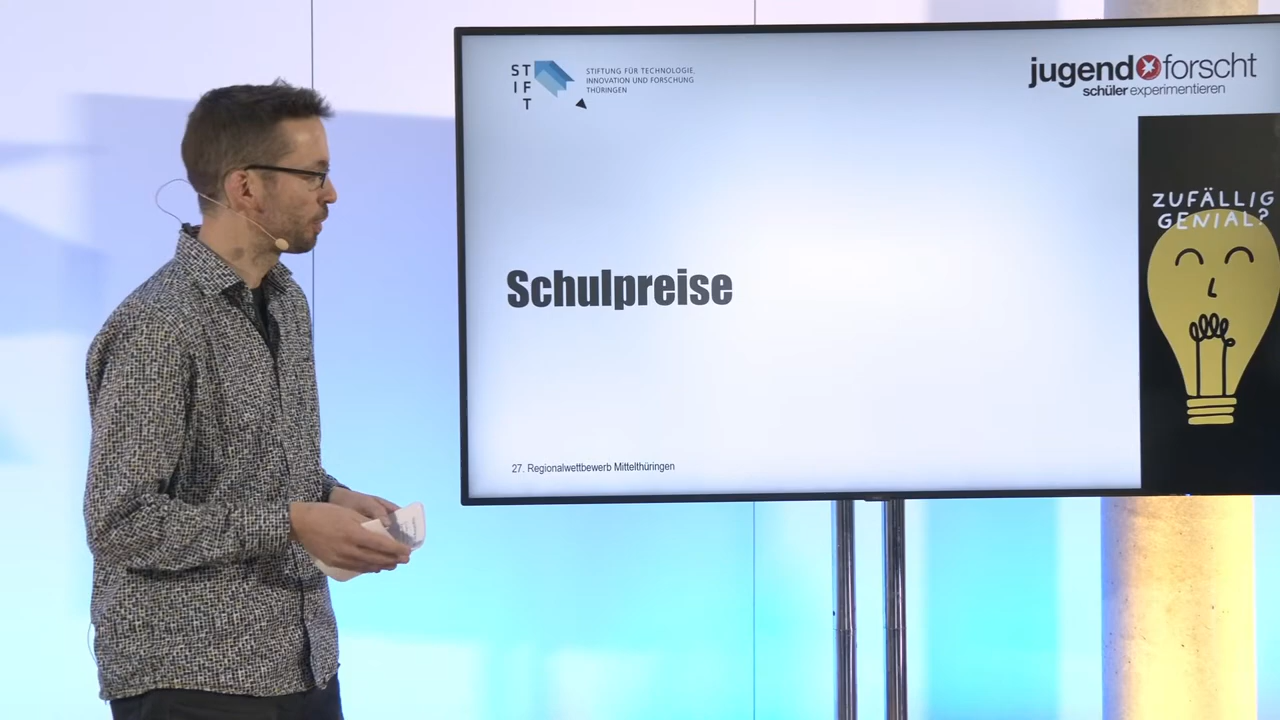 ST
IF
T
STIFTUNG FÜR TECHNOLOGIE,
INNOVATION UND FORSCHUNG
THÜRINGEN
jugend forscht
schüler experimentieren
ZUFÄLLIG
GENIAL?
Schulpreise
27. Regionalwettbewerb Mittelthüringen